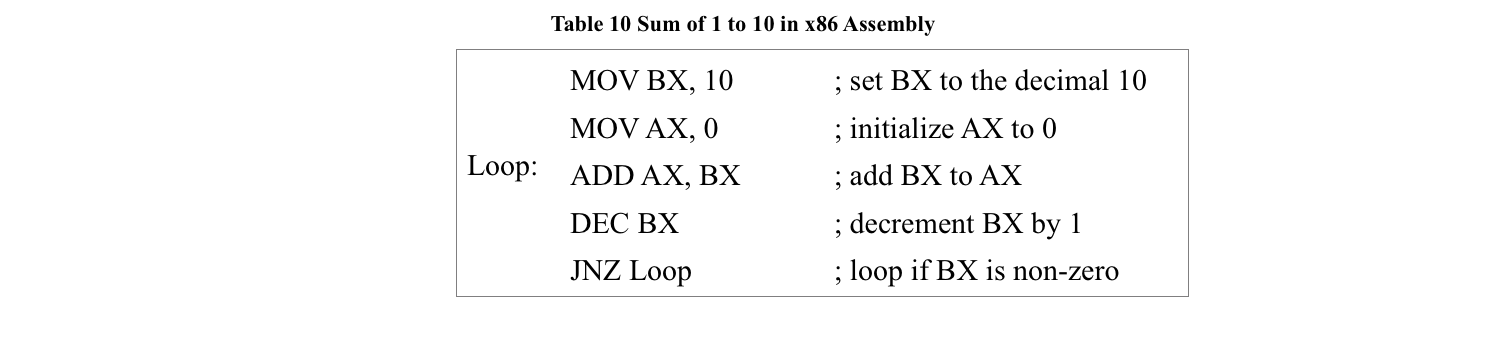 Table 10 Sum of 1 to 10 in x86 Assembly
MOV BX, 10 ; set BX to the decimal 10
MOV AX, 0 ; initialize AX to 0
Loop: ADD AX, BX ; add BX to AX
DEC BX ; decrement BX by 1
JNZ Loop ; loop if BX is non-zero